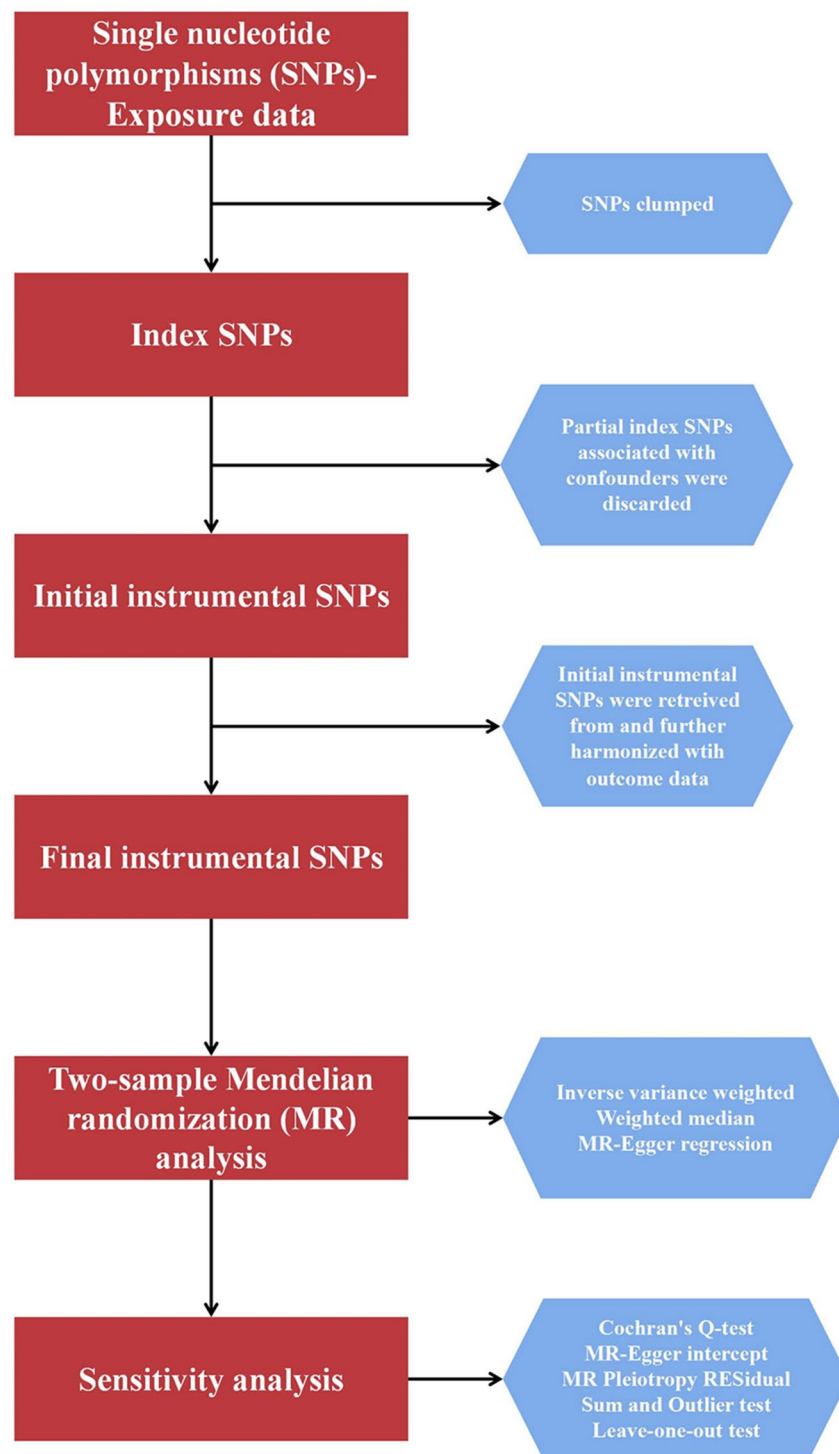 Single nucleotide
polymorphisms (SNPs)-
Exposure data
SNPs clumped
Index SNPs
Partial index SNPs
associated with
confounders were
discarded
Initial instrumental SNPs
Initial instrumental
SNPs were retreived
from and further
harmonized wtih
outcome data
Final instrumental SNPs
Two-sample Mendelian
randomization (MR)
analysis
Inverse variance weighted
Weighted median
MR-Egger regression
Sensitivity analysis
Cochran's Q-test
MR-Egger intercept
MR Pleiotropy RESidual
Sum and Outlier test
Leave-one-out test